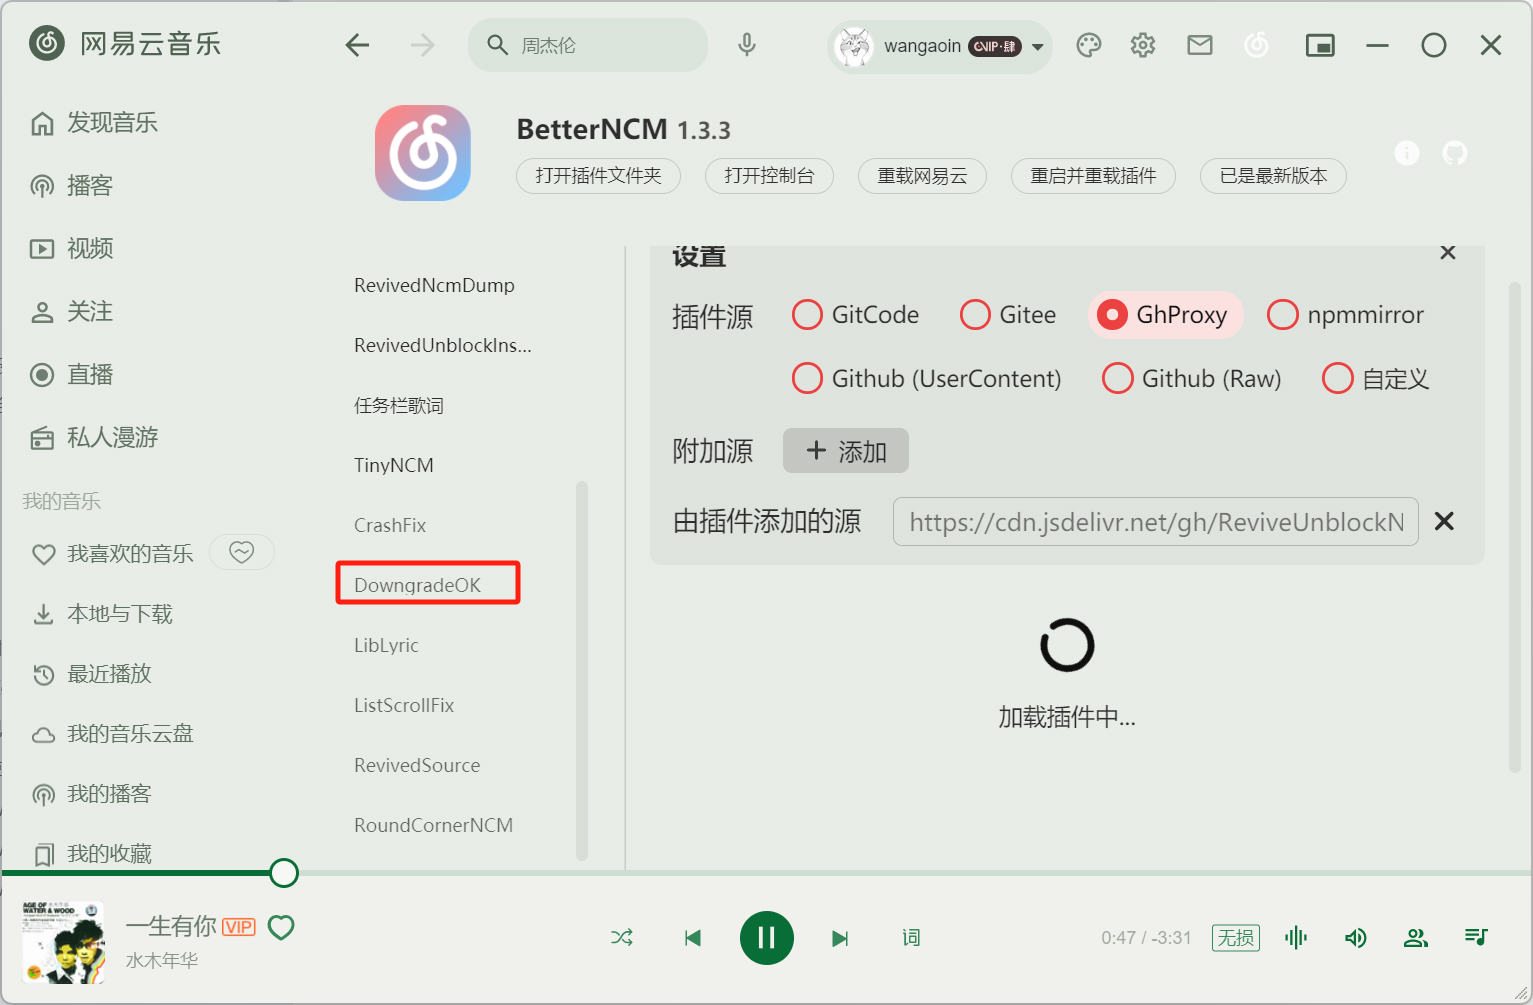 网易云音乐
周杰伦
wangaoin
VIP·肆
发现音乐
播客
视频
关注
直播
私人漫游
我的音乐
我喜欢的音乐
本地与下载
最近播放
我的音乐云盘
我的播客
我的收藏
BetterNCM 1.3.3
打开插件文件夹
打开控制台
重载网易云
重启并重载插件
已是最新版本
RevivedNcmDump
RevivedUnblockIns...
任务栏歌词
TinyNCM
CrashFix
DowngradeOK
LibLyric
ListScrollFix
RevivedSource
RoundCornerNCM
设置
插件源
GitCode
Gitee
GhProxy
npmmirror
Github (UserContent)
Github (Raw)
自定义
附加源
添加
由插件添加的源
https://cdn.jsdelivr.net/gh/ReviveUnblockN
加载插件中...
AGE OF
WATER & WOOD
一生有你 VIP
水木年华
词
0:47 / -3:31
无损